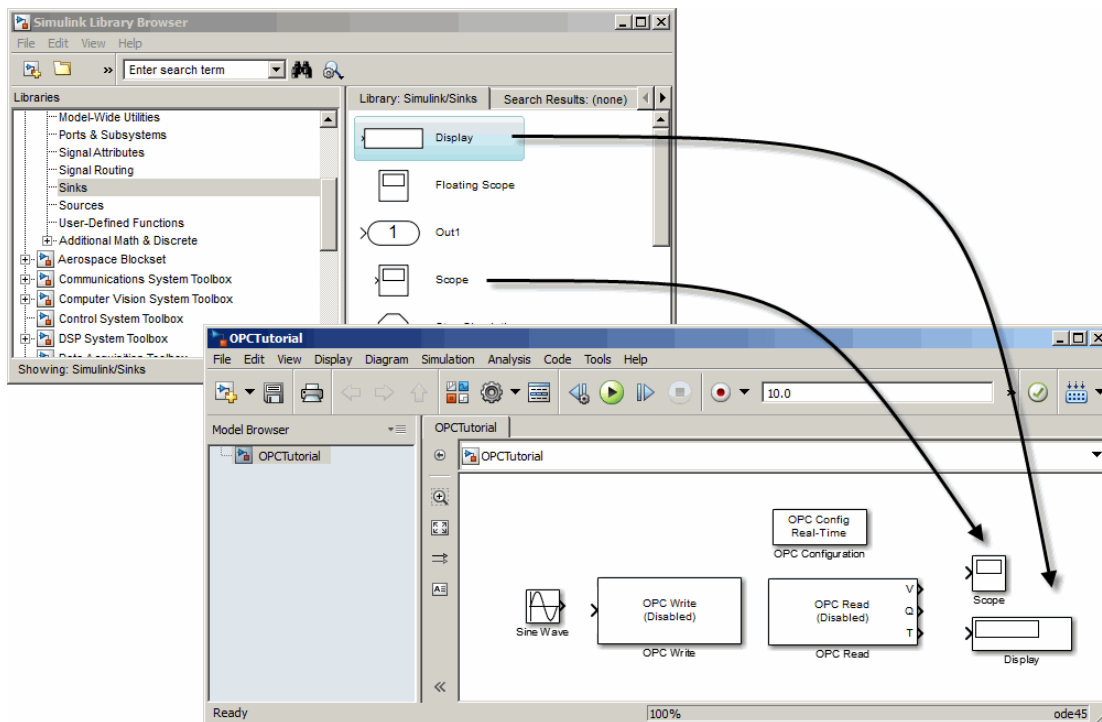 Simulink Library Browser
File Edit View Help
» Enter search term
Libraries
Model-Wide Utilities
Ports & Subsystems
Signal Attributes
Signal Routing
Sinks
Sources
User-Defined Functions
Additional Math & Discrete
Aerospace Blockset
Communications System Toolbox
Computer Vision System Toolbox
Control System Toolbox
DSP System Toolbox
Data Acquisition Toolbox
Showing: Simulink/Sinks
Library: Simulink/Sinks Search Results: (none)
Display
Floating Scope
1 Out1
Scope
OPCTutorial
File Edit View Display Diagram Simulation Analysis Code Tools Help
10.0 »
Model Browser
OPCTutorial
OPCTutorial
OPCTutorial
OPC Config
Real-Time
OPC Configuration
Sine Wave
OPC Write
(Disabled)
OPC Write
OPC Read
(Disabled)
V
Q
T
OPC Read
Scope
Display
Ready 100% ode45